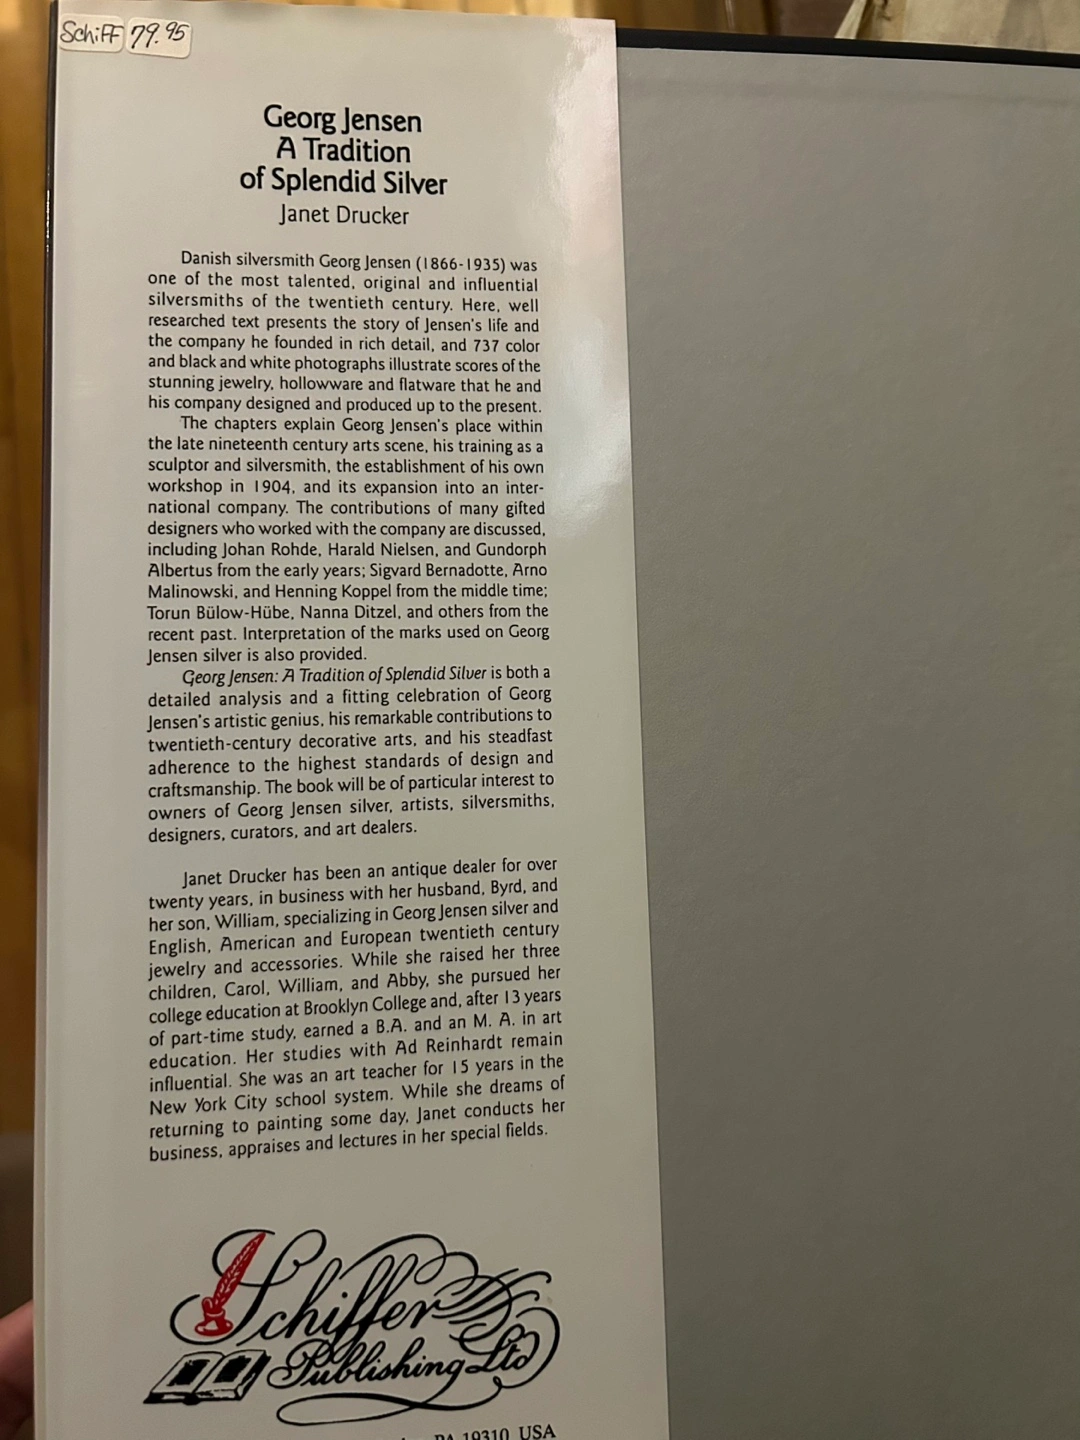 Schiff 79.95
Georg Jensen
A Tradition
of Splendid Silver
Janet Drucker
Danish silversmith Georg Jensen (1866-1935) was
one of the most talented, original and influential
silversmiths of the twentieth century. Here, well
researched text presents the story of Jensen's life and
the company he founded in rich detail, and 737 color
and black and white photographs illustrate scores of the
stunning jewelry, hollowware and flatware that he and
his company designed and produced up to the present.
The chapters explain Georg Jensen's place within
the late nineteenth century arts scene, his training as a
sculptor and silversmith, the establishment of his own
workshop in 1904, and its expansion into an inter-
national company. The contributions of many gifted
designers who worked with the company are discussed,
including Johan Rohde, Harald Nielsen, and Gundorph
Albertus from the early years; Sigvard Bernadotte, Arno
Malinowski, and Henning Koppel from the middle time;
Torun Bülow-Hübe, Nanna Ditzel, and others from the
recent past. Interpretation of the marks used on Georg
Jensen silver is also provided.
Georg Jensen: A Tradition of Splendid Silver is both a
detailed analysis and a fitting celebration of Georg
Jensen's artistic genius, his remarkable contributions to
twentieth-century decorative arts, and his steadfast
adherence to the highest standards of design and
craftsmanship. The book will be of particular interest to
owners of Georg Jensen silver, artists, silversmiths,
designers, curators, and art dealers.
Janet Drucker has been an antique dealer for over
twenty years, in business with her husband, Byrd, and
her son, William, specializing in Georg Jensen silver and
English, American and European twentieth century
jewelry and accessories. While she raised her three
children, Carol, William, and Abby, she pursued her
college education at Brooklyn College and, after 13 years
of part-time study, earned a B.A. and an M. A. in art
education. Her studies with Ad Reinhardt remain
influential. She was an art teacher for 15 years in the
New York City school system. While she dreams of
returning to painting some day, Janet conducts her
business, appraises and lectures in her special fields.
Schiffer
Publishing Ltd
PA 19310 USA